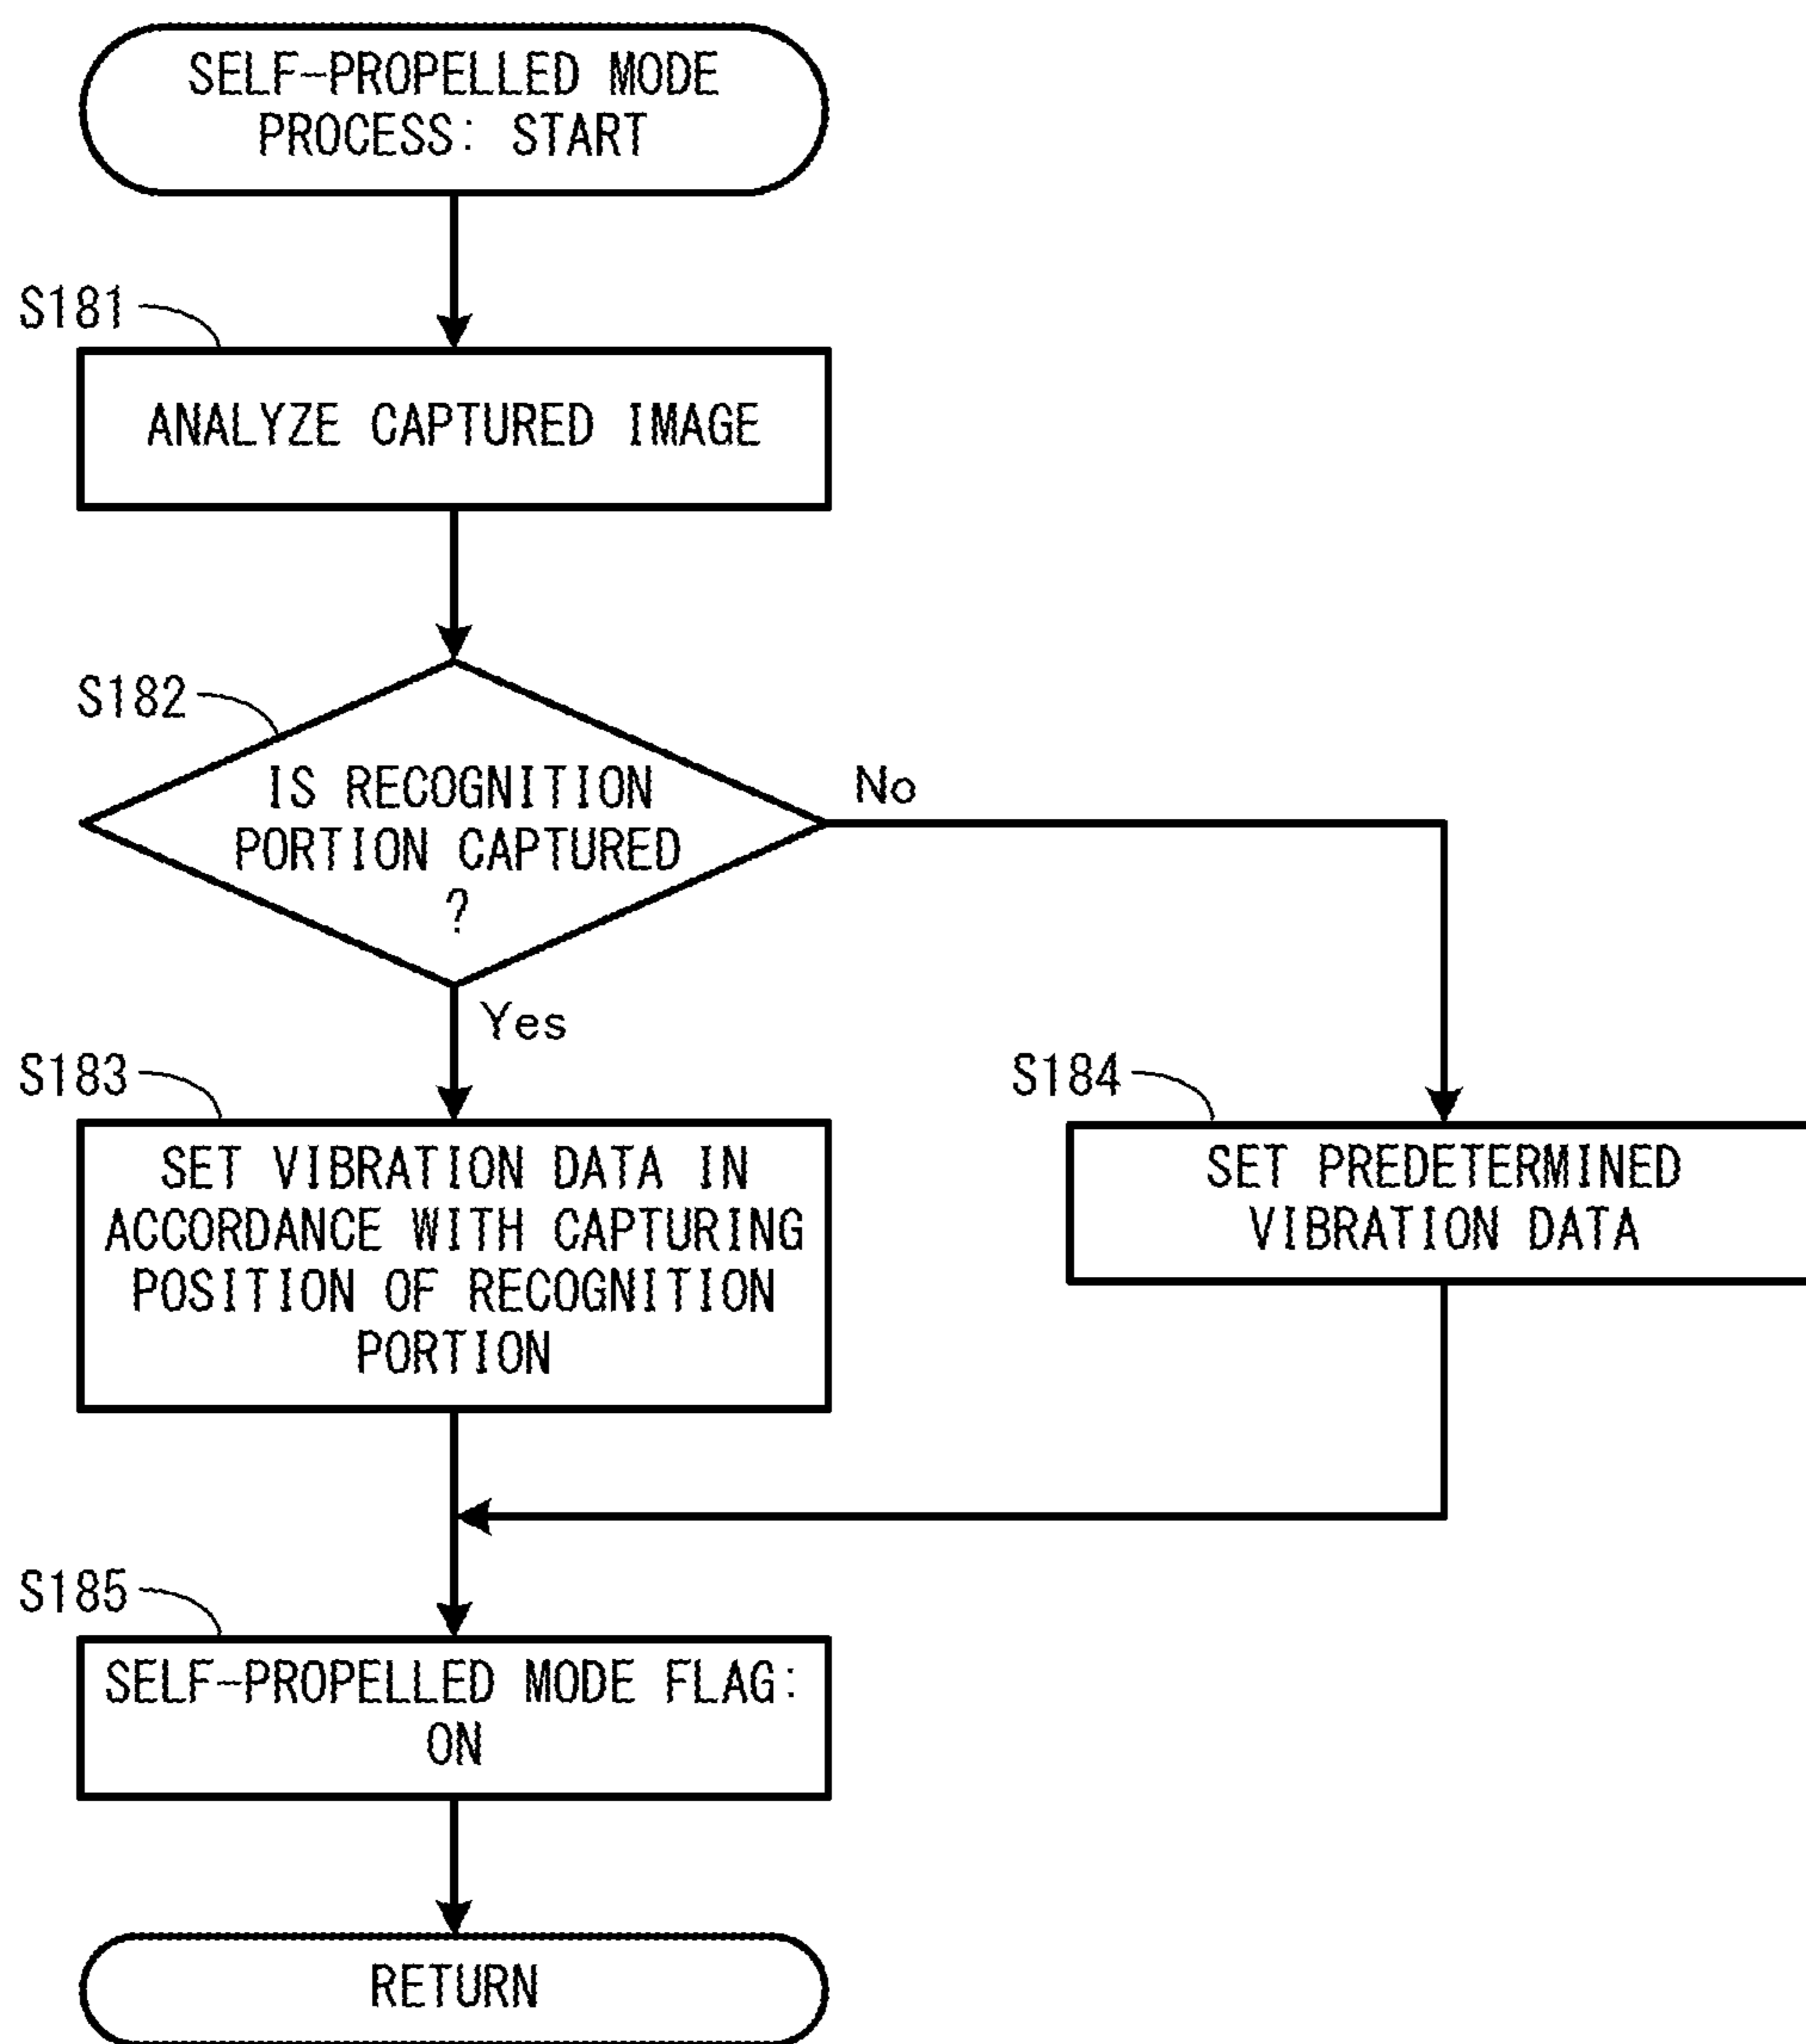 SELF-PROPELLED MODE
PROCESS: START
S181
ANALYZE CAPTURED IMAGE
S182
IS RECOGNITION
PORTION CAPTURED
?
No
Yes
S183
SET VIBRATION DATA IN
ACCORDANCE WITH CAPTURING
POSITION OF RECOGNITION
PORTION
S184
SET PREDETERMINED
VIBRATION DATA
S185
SELF-PROPELLED MODE FLAG:
ON
RETURN